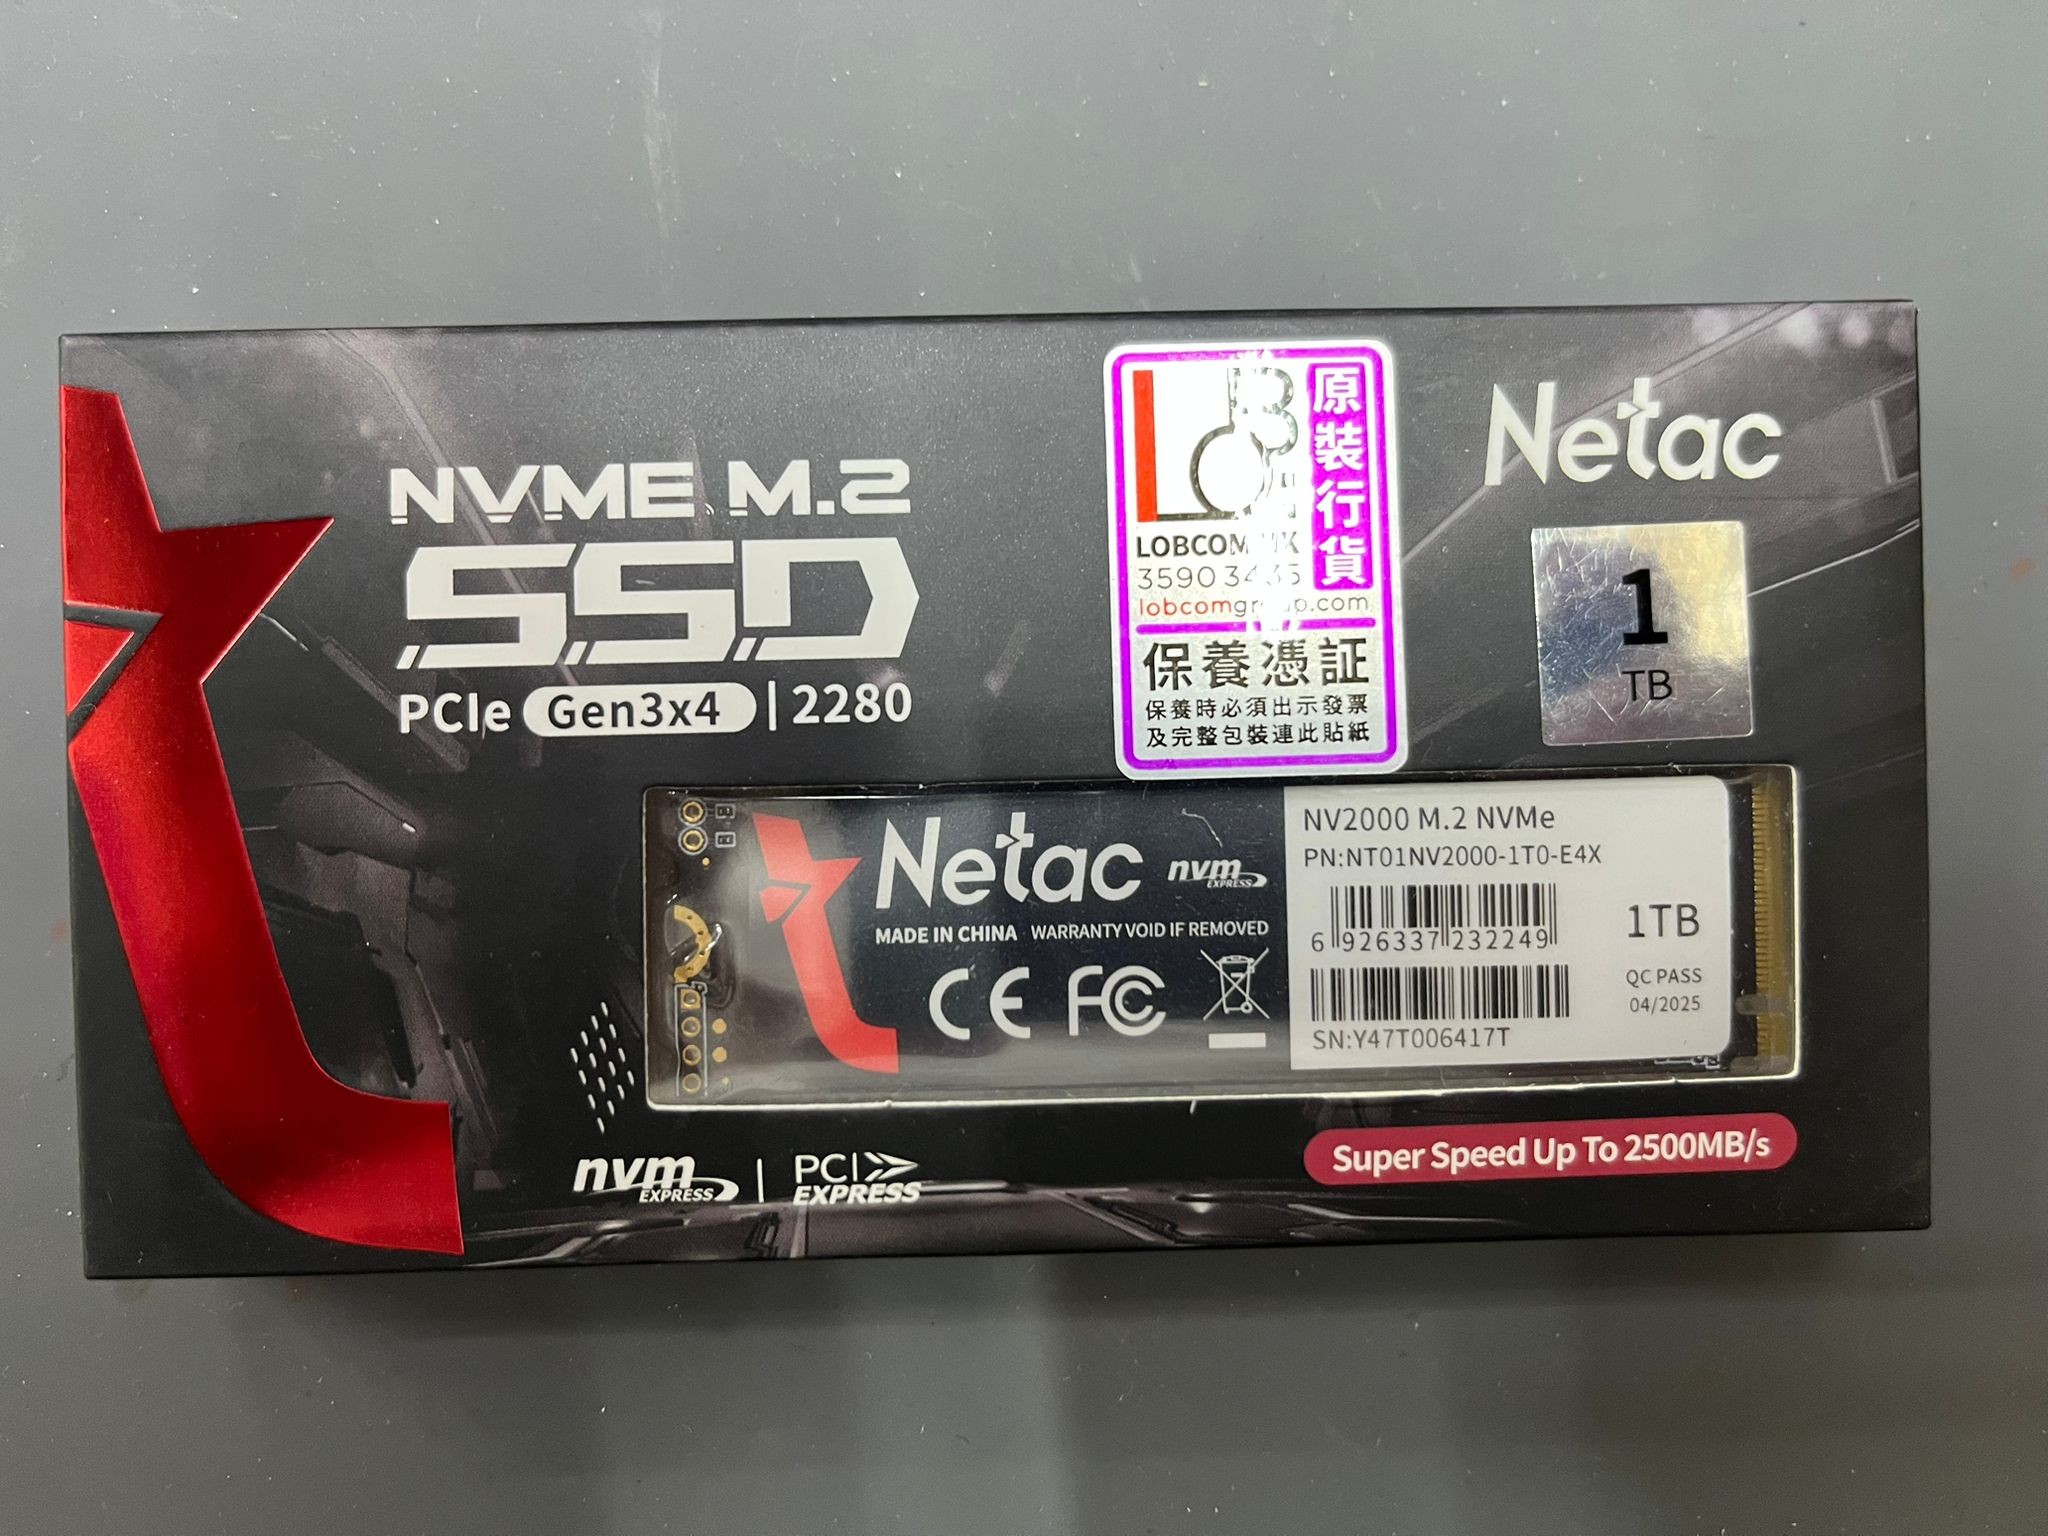 NVME M.2
SSD
PCIe Gen3x4 | 2280
LOB
LOBCOM HK
3590 3435
lobcomgroup.com
原裝行貨
保養憑証
保養時必須出示發票
及完整包裝連此貼紙
Netac
1
TB
Netac nvm EXPRESS
MADE IN CHINA WARRANTY VOID IF REMOVED
CE FC
NV2000 M.2 NVMe
PN:NT01NV2000-1T0-E4X
6 926337 232249
1TB
QC PASS
04/2025
SN:Y47T006417T
nvm EXPRESS | PCI EXPRESS
Super Speed Up To 2500MB/s